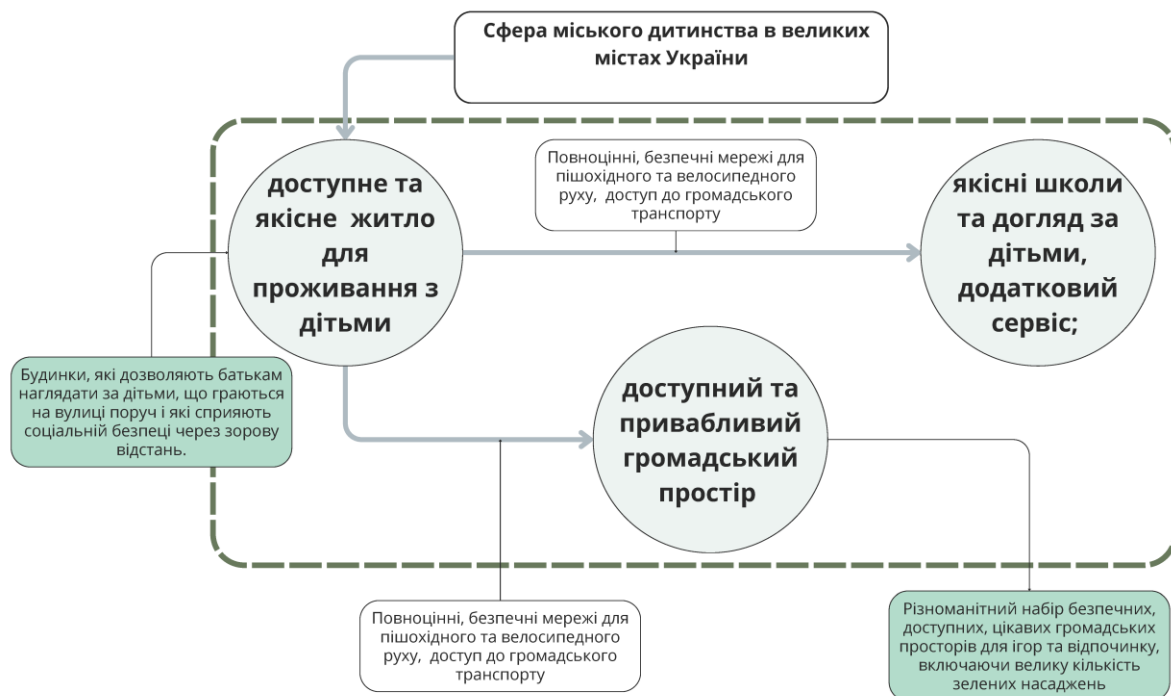 Сфера міського дитинства в великих
містах України
доступне та
якісне житло
для
проживання з
дітьми
Повноцінні, безпечні мережі для
пішохідного та велосипедного
руху, доступ до громадського
транспорту
якісні школи
та догляд за
дітьми,
додатковий
сервіс;
Будинки, які дозволяють батькам
наглядати за дітьми, що граються
на вулиці поруч і які сприяють
соціальній безпеці через зорову
відстань.
доступний та
привабливий
громадський
простір
Повноцінні, безпечні мережі для
пішохідного та велосипедного
руху, доступ до громадського
транспорту
Різноманітний набір безпечних,
доступних, цікавих громадських
просторів для ігор та відпочинку,
включаючи велику кількість
зелених насаджень